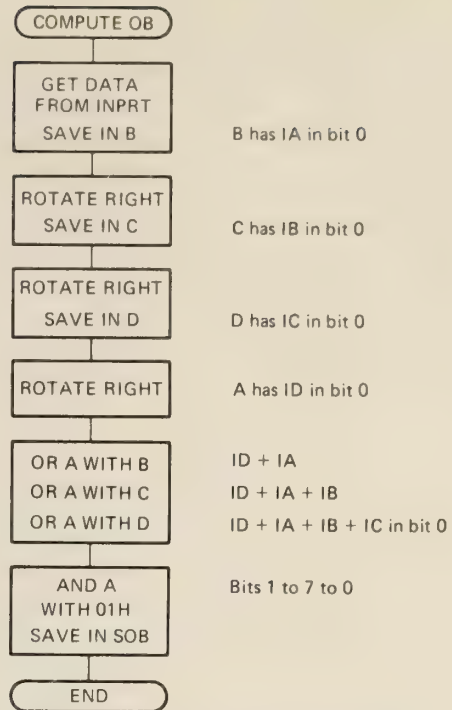 COMPUTE OB
GET DATA
FROM INPRT
SAVE IN B
B has IA in bit 0
ROTATE RIGHT
SAVE IN C
C has IB in bit 0
ROTATE RIGHT
SAVE IN D
D has IC in bit 0
ROTATE RIGHT
A has ID in bit 0
OR A WITH B
ID + IA
OR A WITH C
ID + IA + IB
OR A WITH D
ID + IA + IB + IC in bit 0
AND A
WITH 01H
SAVE IN SOB
Bits 1 to 7 to 0
END